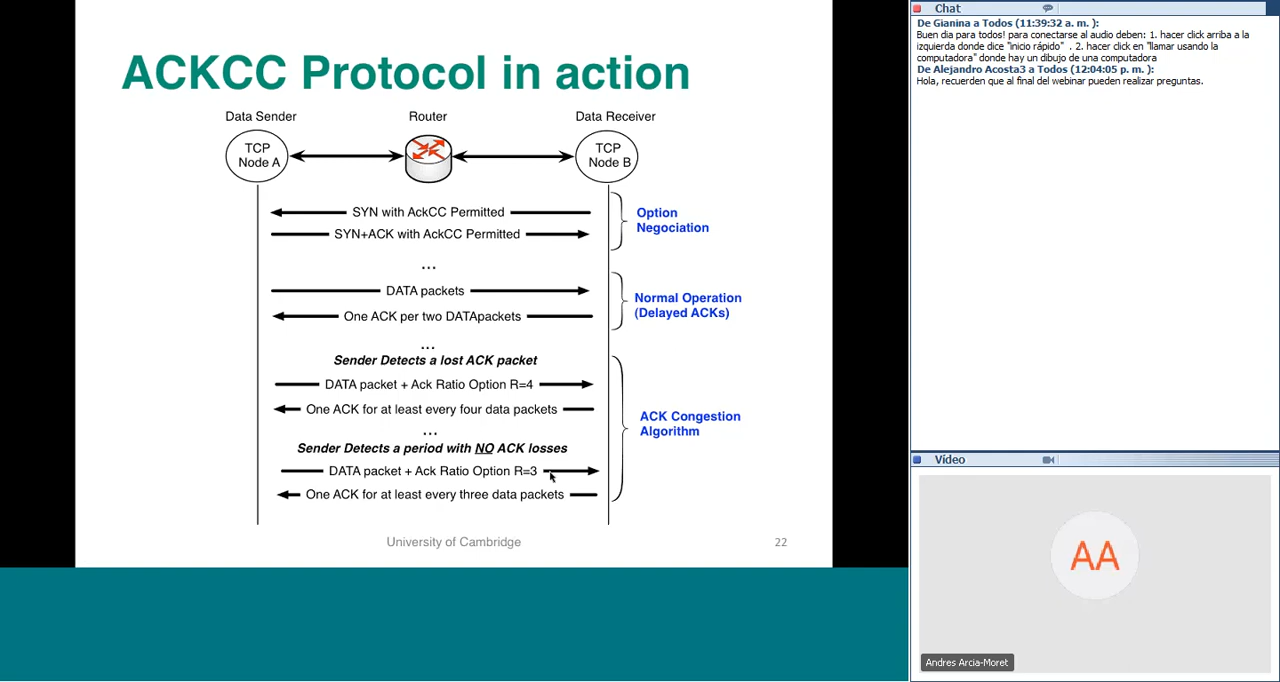 ACKCC Protocol in action
Data Sender
Router
Data Receiver
TCP
Node A
TCP
Node B
SYN with AckCC Permitted
SYN+ACK with AckCC Permitted
Option
Negociation
...
DATA packets
One ACK per two DATApackets
Normal Operation
(Delayed ACKs)
...
Sender Detects a lost ACK packet
DATA packet + Ack Ratio Option R=4
One ACK for at least every four data packets
...
Sender Detects a period with NO ACK losses
DATA packet + Ack Ratio Option R=3
One ACK for at least every three data packets
ACK Congestion
Algorithm
University of Cambridge
22
Chat
De Gianina a Todos (11:39:32 a. m. ):
Buen dia para todos! para conectarse al audio deben: 1. hacer click arriba a la
izquierda donde dice "inicio rápido"  . 2. hacer click en "llamar usando la
computadora" donde hay un dibujo de una computadora
De Alejandro Acosta3 a Todos (12:04:05 p. m. ):
Hola, recuerden que al final del webinar pueden realizar preguntas.
Vídeo
AA
Andres Arcia-Moret